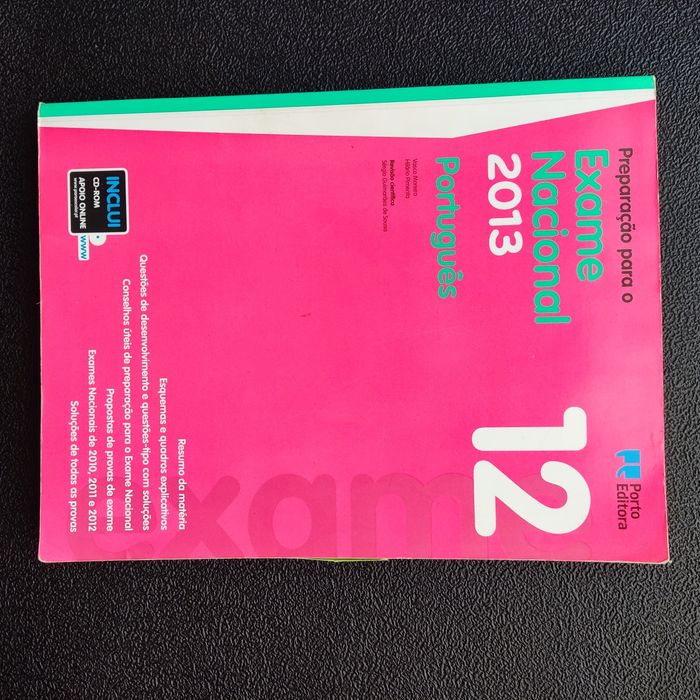 Preparação para o
Exame
Nacional
2013
Português
Vasco Moreira
Hilário Pimenta
Revisão científica
Sérgio Guimarães de Sousa
12
Porto
Editora
INCLUI
CD-ROM
APOIO ONLINE
www
Resumo da matéria
Esquemas e quadros explicativos
Questões de desenvolvimento e questões-tipo com soluções
Conselhos úteis de preparação para o Exame Nacional
Propostas de provas de exame
Exames Nacionais de 2010, 2011 e 2012
Soluções de todas as provas